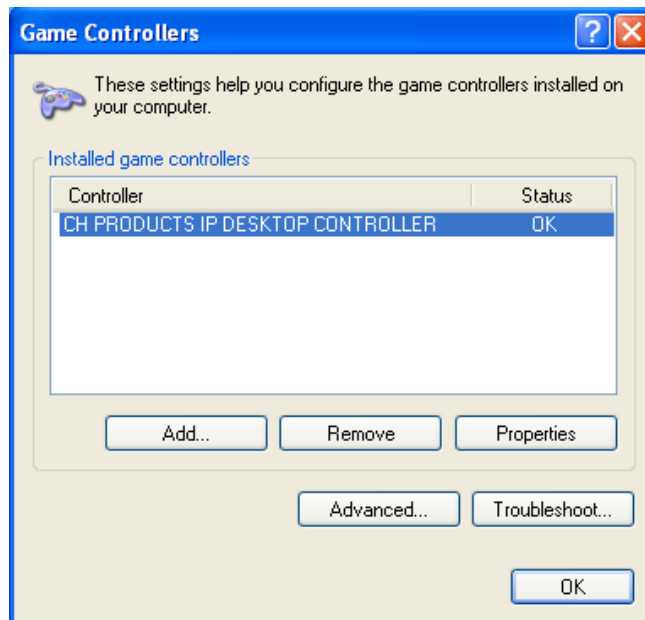 Game Controllers
?
These settings help you configure the game controllers installed on
your computer.
Installed game controllers
Controller Status
CH PRODUCTS IP DESKTOP CONTROLLER OK
Add... Remove Properties
Advanced... Troubleshoot...
OK